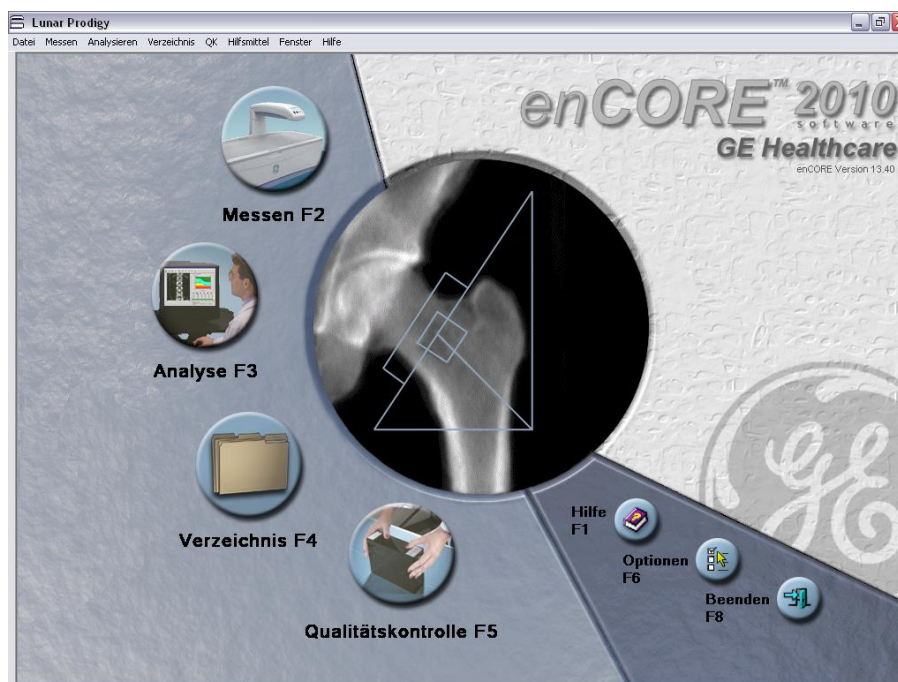 Lunar Prodigy
Datei Messen Analysieren Verzeichnis QK Hilfsmittel Fenster Hilfe
enCORE™ 2010
software
GE Healthcare
enCORE Version 13.40
Messen F2
Analyse F3
Verzeichnis F4
Qualitätskontrolle F5
Hilfe
F1
Optionen
F6
Beenden
F8
GE